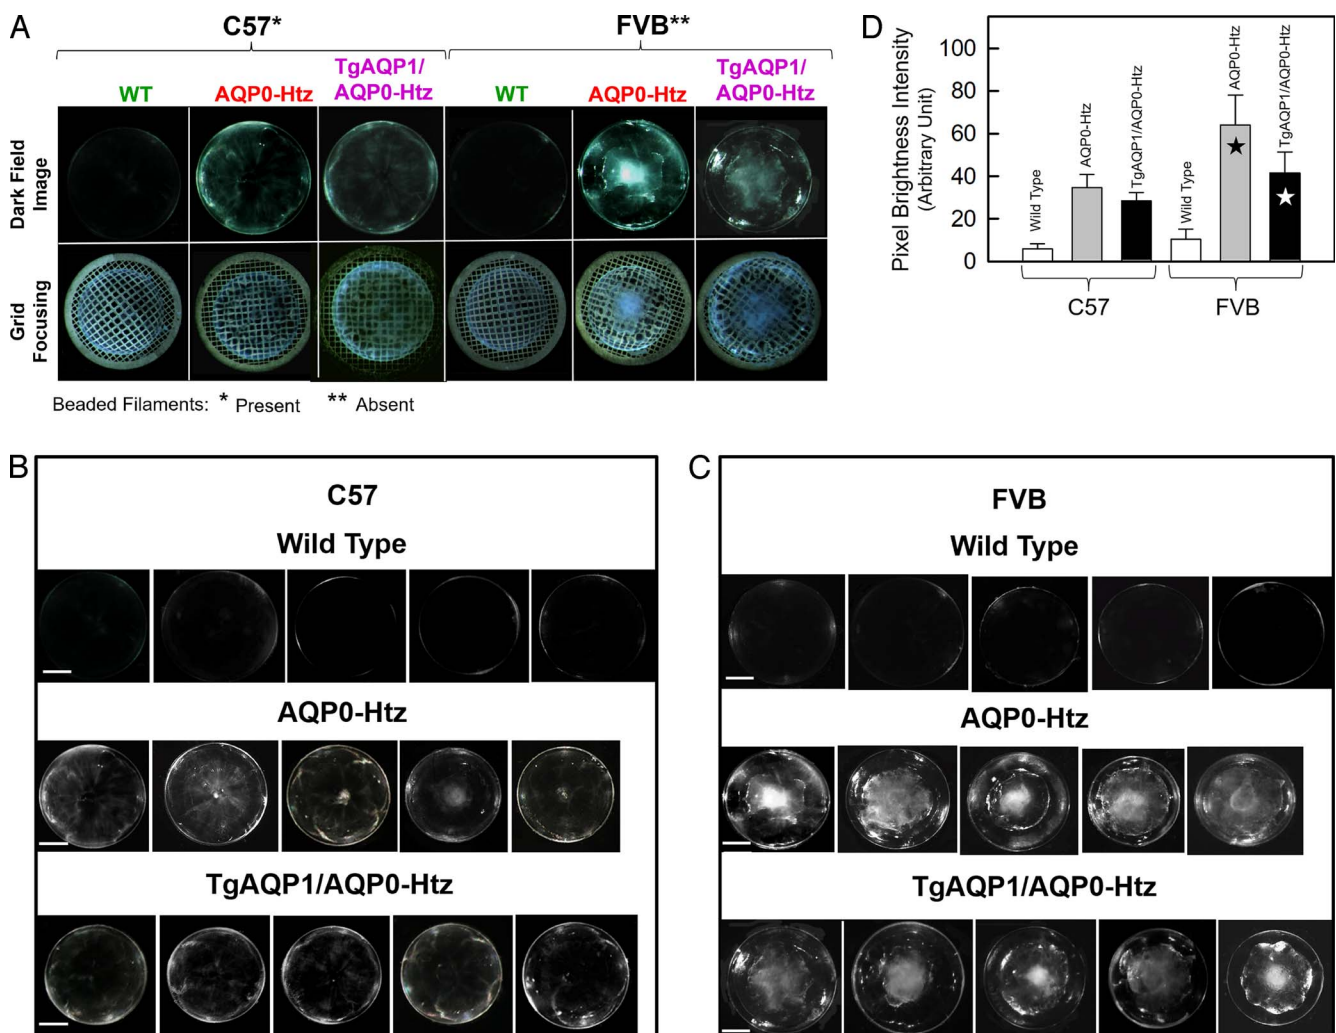 A
C57*
FVB**
WT
AQP0-Htz
TgAQP1/
AQP0-Htz
WT
AQP0-Htz
TgAQP1/
AQP0-Htz
Dark Field
Image
Grid
Focusing
Beaded Filaments: * Present ** Absent
D
Pixel Brightness Intensity
(Arbitrary Unit)
100
80
60
40
20
0
Wild Type
AQP0-Htz
TgAQP1/AQP0-Htz
Wild Type
AQP0-Htz
TgAQP1/AQP0-Htz
C57
FVB
B
C57
Wild Type
AQP0-Htz
TgAQP1/AQP0-Htz
C
FVB
Wild Type
AQP0-Htz
TgAQP1/AQP0-Htz